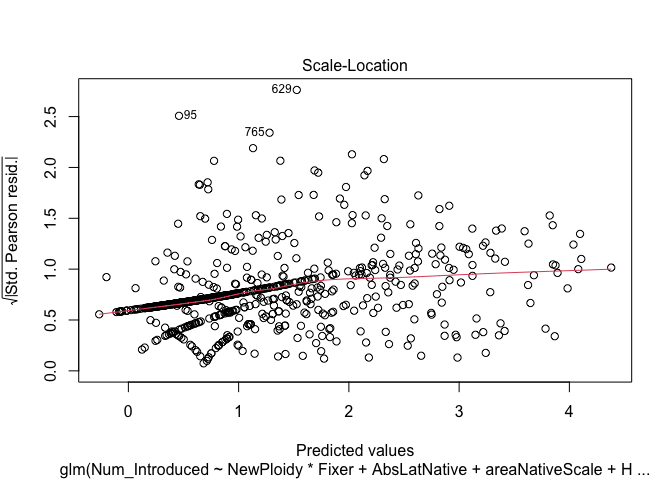 Scale-Location
629
95
765
√|Std. Pearson resid.|
0.0 0.5 1.0 1.5 2.0 2.5
0 1 2 3 4
Predicted values
glm(Num_Introduced ~ NewPloidy * Fixer + AbsLatNative + areaNativeScale + H ...